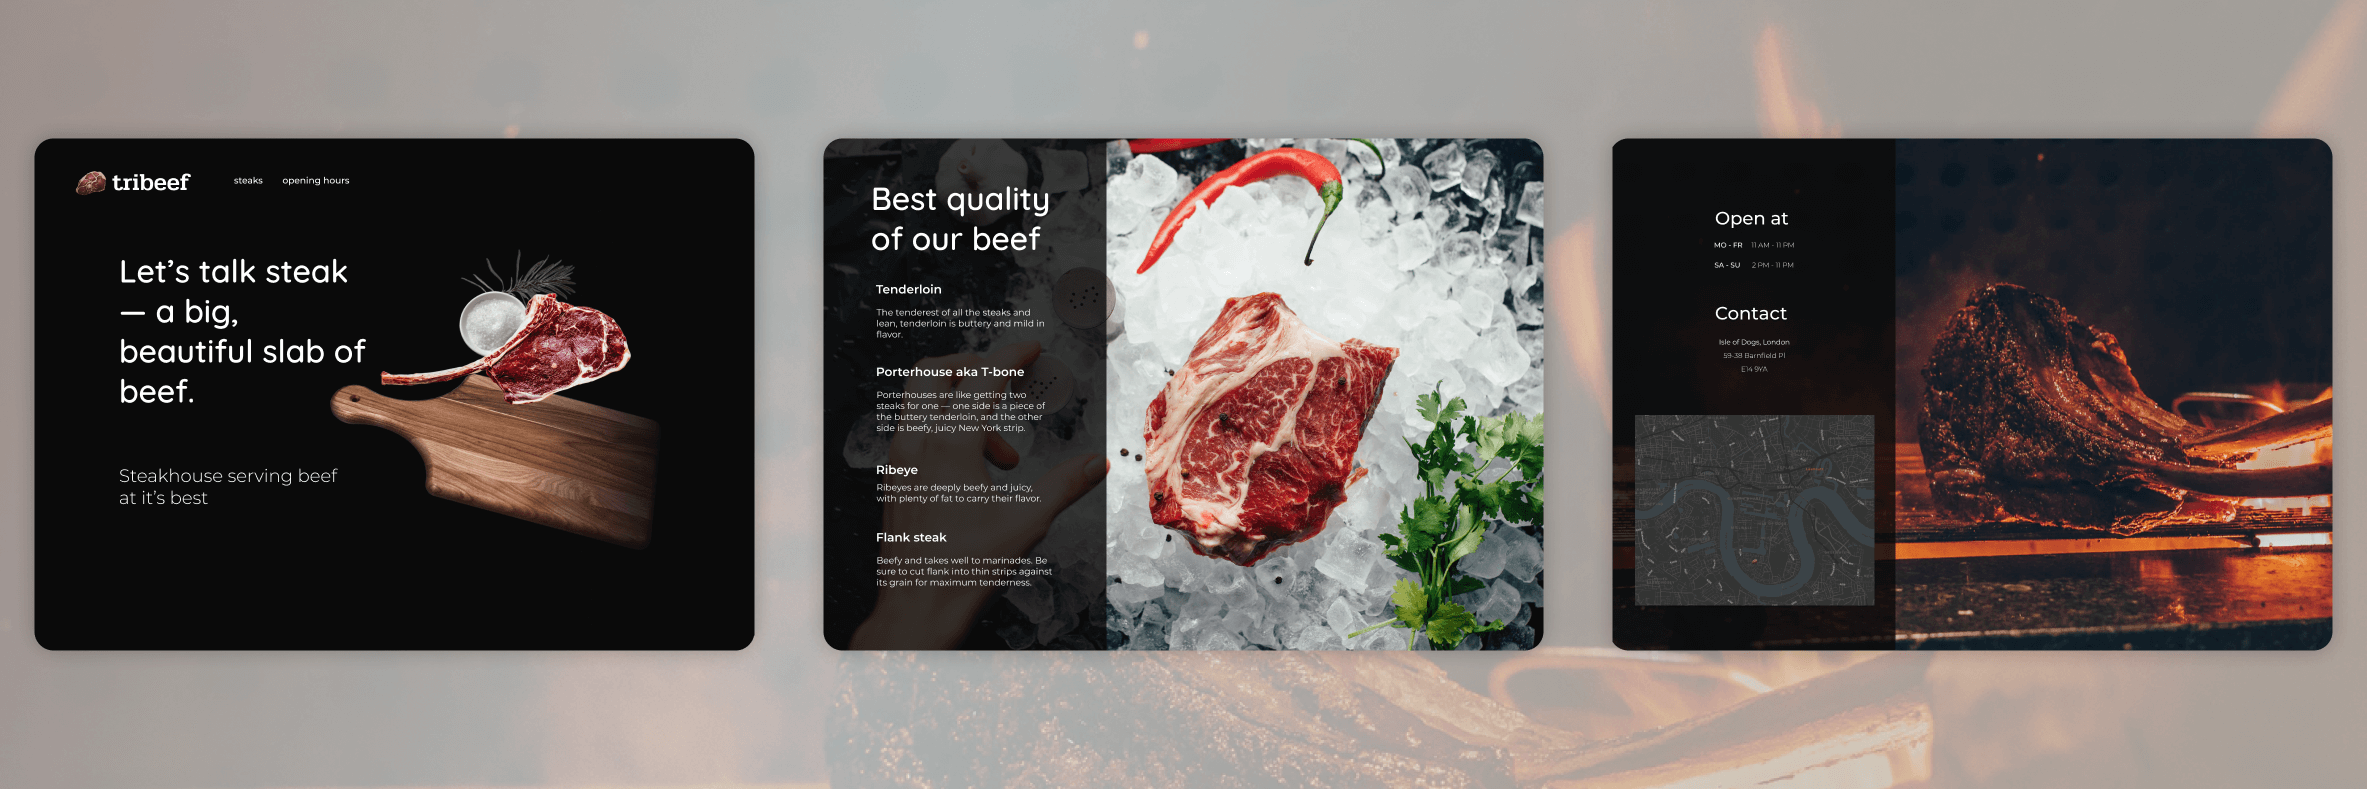 tribeef
steaks
opening hours
Let's talk steak
— a big,
beautiful slab of
beef.
Steakhouse serving beef
at it's best
Best quality
of our beef
Tenderloin
The tenderest of all the steaks and
lean, tenderloin is buttery and mild in
flavor.
Porterhouse aka T-bone
Porterhouses are like getting two
steaks for one — one side is a piece of
the buttery tenderloin, and the other
side is beefy, juicy New York strip.
Ribeye
Ribeyes are deeply beefy and juicy,
with plenty of fat to carry their flavor.
Flank steak
Beefy and takes well to marinades. Be
sure to cut flank into thin strips against
its grain for maximum tenderness.
Open at
MO - FR 11 AM - 11 PM
SA - SU 2 PM - 11 PM
Contact
Isle of Dogs, London
59-38 Barnfield Pl
E14 9YA